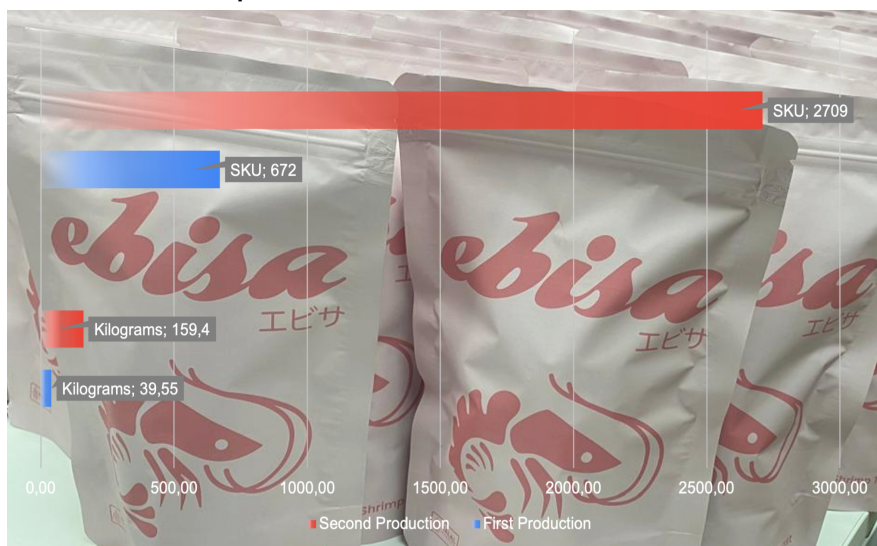 SKU; 2709
SKU; 672
ebisa
エビサ
ebisa
エビサ
Kilograms; 159,4
Kilograms; 39,55
0,00
500,00
1000,00
1500,00
2000,00
2500,00
3000,00
Shrimp
Second Production
First Production